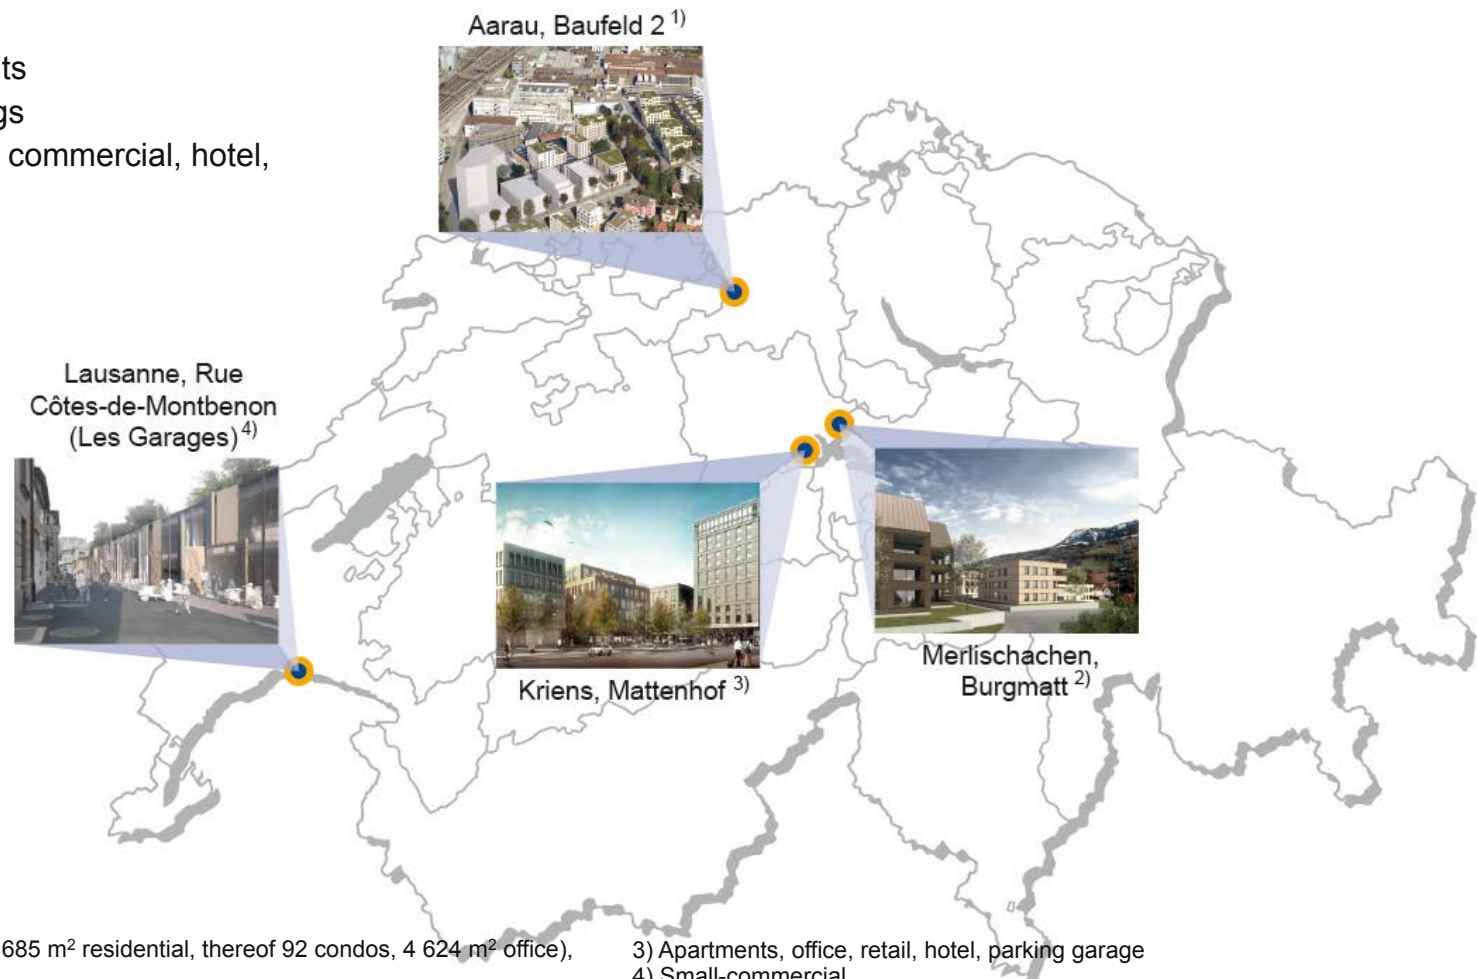 Aarau, Baufeld 2 1)
ts
gs
commercial, hotel,
Lausanne, Rue
Côtes-de-Montbenon
(Les Garages) 4)
Kriens, Mattenhof 3)
Merlischachen,
Burgmatt 2)
685 m² residential, thereof 92 condos, 4 624 m² office),
3) Apartments, office, retail, hotel, parking garage
4) Small-commercial